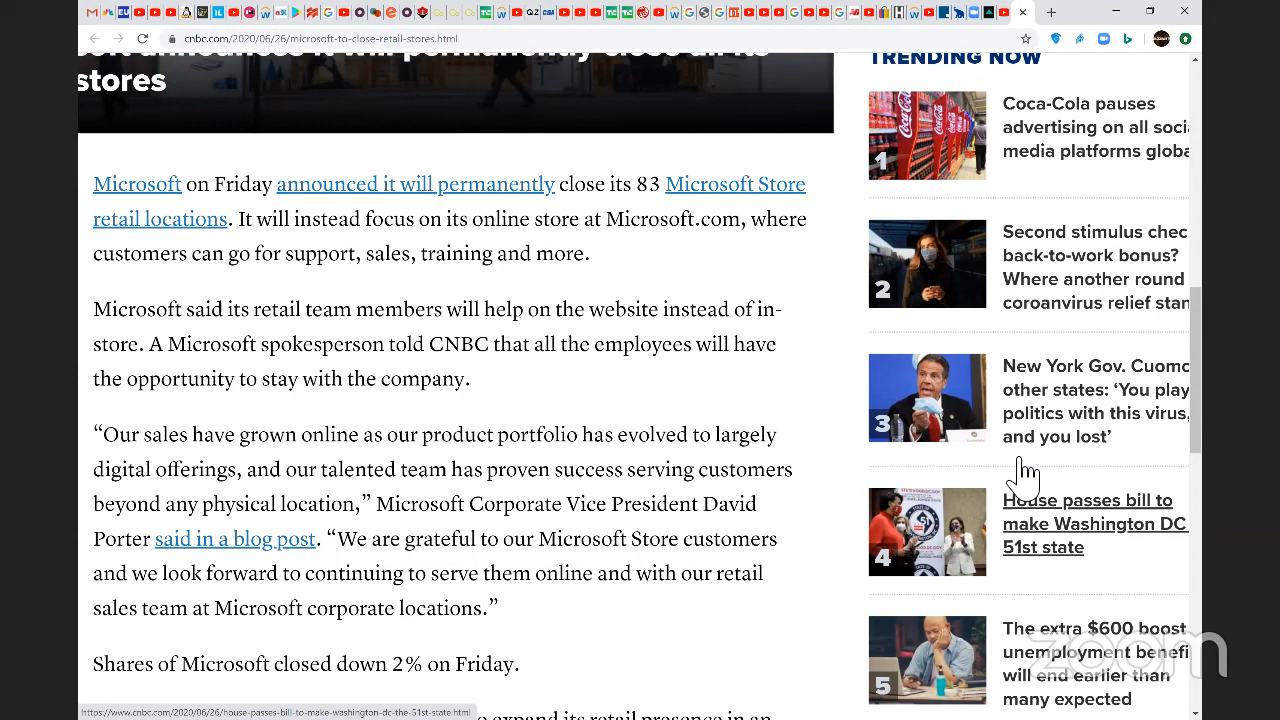 cnbc.com/2020/06/26/microsoft-to-close-retail-stores.html
stores
TRENDING NOW
Microsoft on Friday announced it will permanently close its 83 Microsoft Store
retail locations. It will instead focus on its online store at Microsoft.com, where
customers can go for support, sales, training and more.
Microsoft said its retail team members will help on the website instead of in-
store. A Microsoft spokesperson told CNBC that all the employees will have
the opportunity to stay with the company.
“Our sales have grown online as our product portfolio has evolved to largely
digital offerings, and our talented team has proven success serving customers
beyond any physical location,” Microsoft Corporate Vice President David
Porter said in a blog post. “We are grateful to our Microsoft Store customers
and we look forward to continuing to serve them online and with our retail
sales team at Microsoft corporate locations.”
Shares of Microsoft closed down 2% on Friday.
1
Coca-Cola pauses
advertising on all soci
media platforms globa
2
Second stimulus chec
back-to-work bonus?
Where another round
coroanvirus relief stan
3
New York Gov. Cuomo
other states: ‘You play
politics with this virus,
and you lost’
4
House passes bill to
make Washington DC
51st state
5
The extra $600 boost
unemployment benefi
will end earlier than
many expected
zoom
https://www.cnbc.com/2020/06/26/house-passes-bill-to-make-washington-dc-the-51st-state.html
expand its retail presence in an